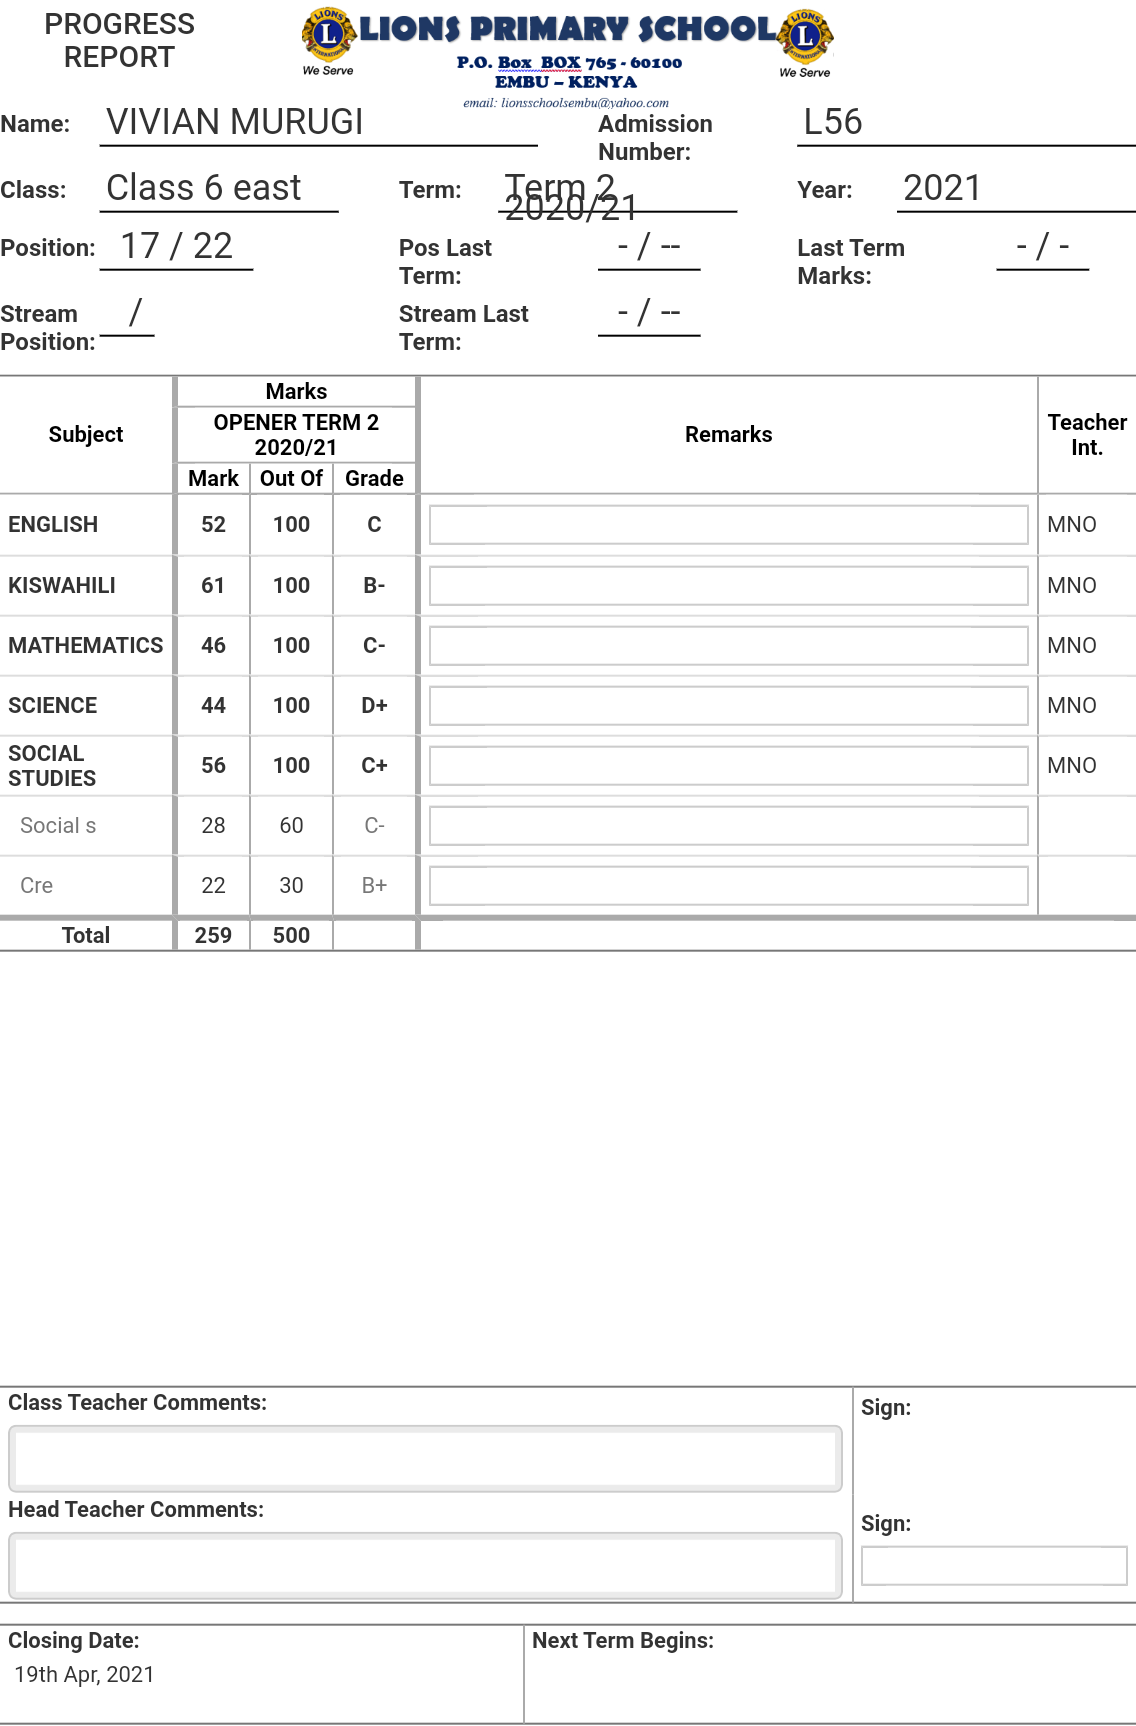 PROGRESS
REPORT
LIONS PRIMARY SCHOOL
We Serve
We Serve
P.O. Box BOX 765 - 60100
EMBU – KENYA
email: lionsschoolsembu@yahoo.com
Name: VIVIAN MURUGI Admission Number: L56
Class: Class 6 east Term: Term 2 2020/21 Year: 2021
Position: 17 / 22 Pos Last Term: - / -- Last Term Marks: - / -
Stream Position: / Stream Last Term: - / --
Subject Marks Remarks Teacher Int.
OPENER TERM 2
2020/21
Mark Out Of Grade
ENGLISH 52 100 C MNO
KISWAHILI 61 100 B- MNO
MATHEMATICS 46 100 C- MNO
SCIENCE 44 100 D+ MNO
SOCIAL STUDIES 56 100 C+ MNO
Social s 28 60 C-
Cre 22 30 B+
Total 259 500
Class Teacher Comments: Sign:
Head Teacher Comments: Sign:
Closing Date: Next Term Begins:
19th Apr, 2021